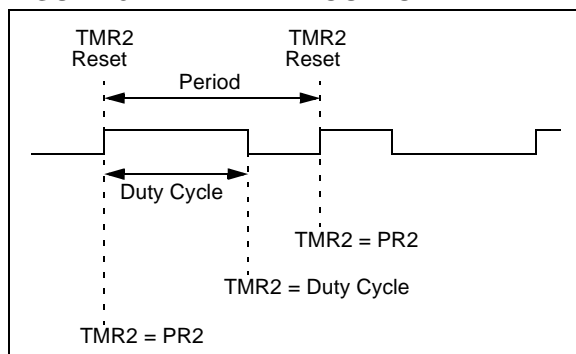 TMR2 TMR2
Reset Reset
Period
Duty Cycle
TMR2 = PR2
TMR2 = Duty Cycle
TMR2 = PR2